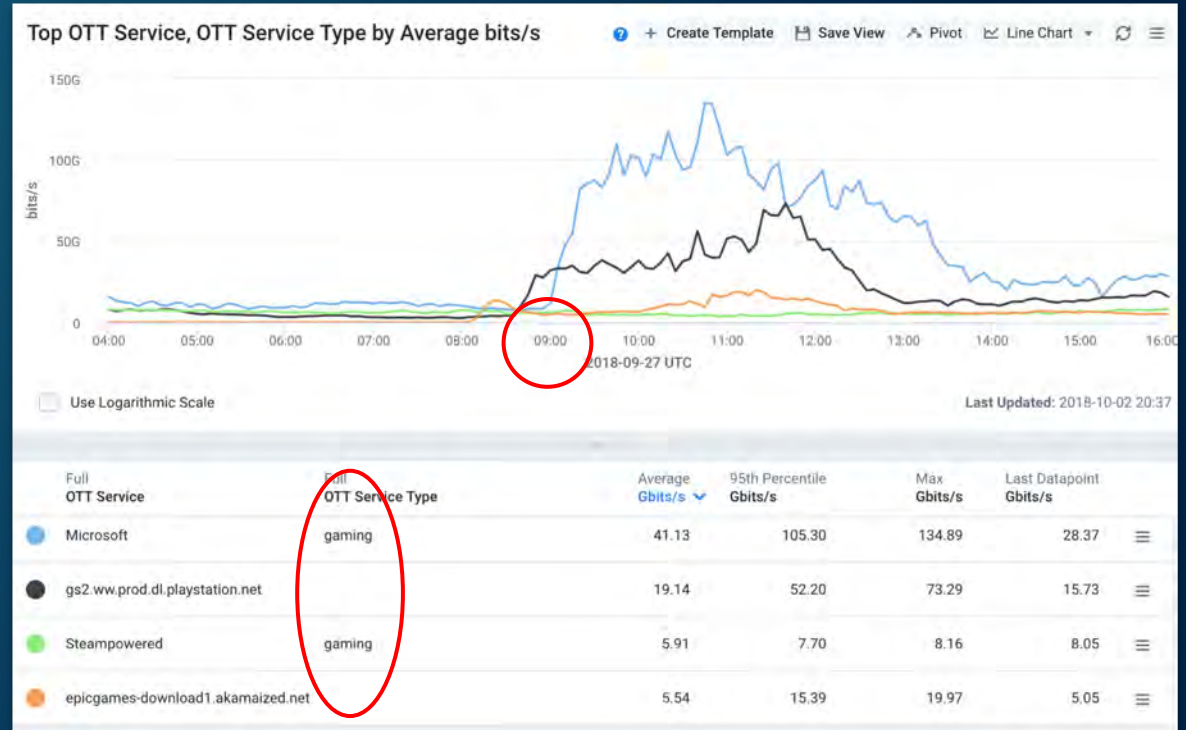 Top OTT Service, OTT Service Type by Average bits/s
? + Create Template Save View Pivot Line Chart
150G
100G
50G
0
bits/s
04:00 05:00 06:00 07:00 08:00 09:00 10:00 11:00 12:00 13:00 14:00 15:00 16:00
2018-09-27 UTC
Use Logarithmic Scale Last Updated: 2018-10-02 20:37
Full Full Average 95th Percentile Max Last Datapoint
OTT Service OTT Service Type Gbits/s Gbits/s Gbits/s Gbits/s
Microsoft gaming 41.13 105.30 134.89 28.37
gs2.ww.prod.dl.playstation.net 19.14 52.20 73.29 15.73
Steampowered gaming 5.91 7.70 8.16 8.05
epicgames-download1.akamaized.net 5.54 15.39 19.97 5.05